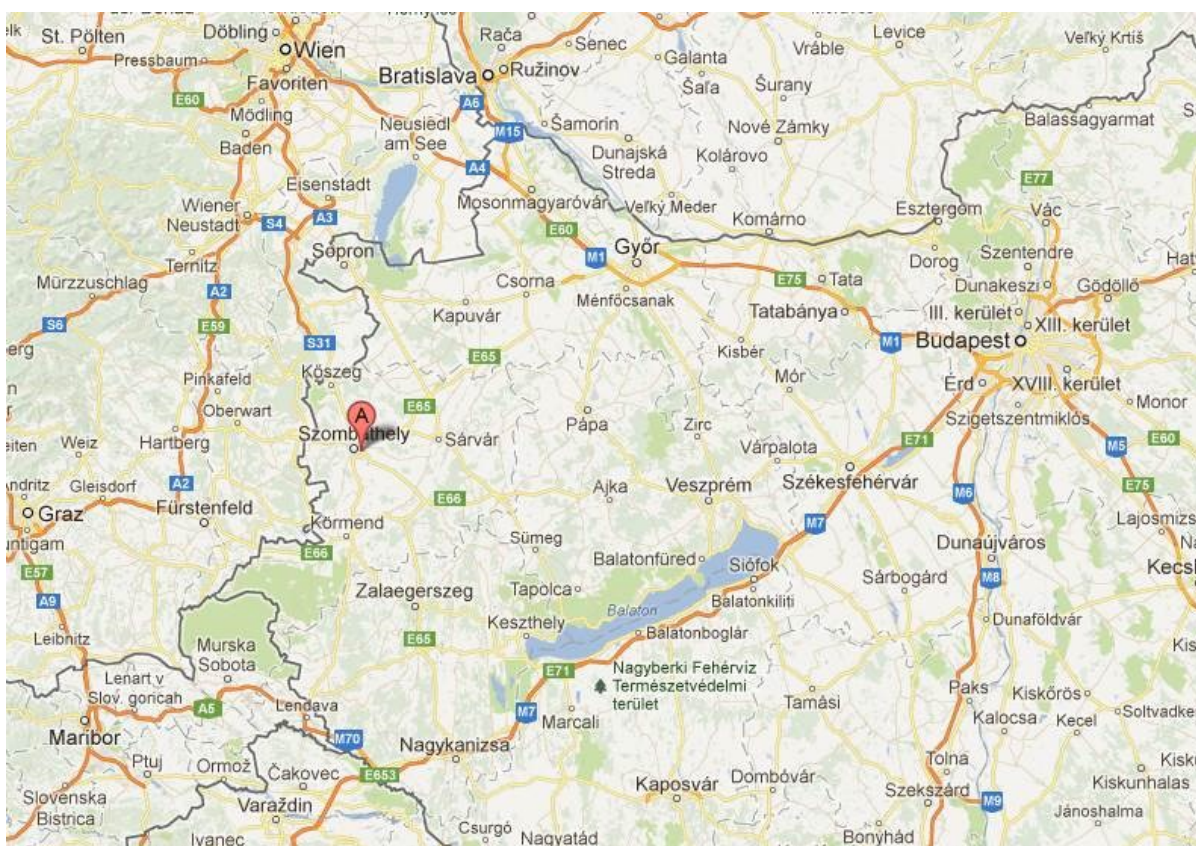 Döbling
Rača
Senec
Levice
Veľký Krtíš
St. Pölten
Wien
Vráble
Pressbaum
Bratislava
Ružinov
Galanta
Favoriten
Šaľa
Šurany
E60
A6
Mödling
Neusiedl
am See
M15
Šamorín
Nové Zámky
Balassagyarmat
Baden
Dunajská
Streda
Kolárovo
A4
E77
Eisenstadt
Mosonmagyaróvár
Veľký Meder
Wiener
Neustadt
S4
A3
Komárno
Esztergom
Vác
E60
Sopron
M1
Győr
Dorog
Szentendre
Ternitz
Mürzzuschlag
A2
Csorna
Ménfőcsanak
E75
Tata
Dunakeszi
Gödöllő
Kapuvár
Tatabánya
III. kerület
S6
E59
XIII. kerület
S31
E65
Kisbér
M1
Budapest
Pinkafeld
Kőszeg
Mór
Érd
XVIII. kerület
Oberwart
A
E65
Pápa
Zirc
Szigetszentmiklós
Monor
Weiz
Hartberg
Szombathely
Sárvár
Várpalota
E71
E60
M5
Gleisdorf
A2
E66
Ajka
Veszprém
Székesfehérvár
E75
Graz
Fürstenfeld
M7
M6
Körmend
Lajosmizs
E66
Sümeg
Balatonfüred
Siófok
Dunaújváros
E57
Kecsk
M8
A9
Zalaegerszeg
Tapolca
Balaton
Balatonkiliti
Sárbogárd
Leibnitz
E65
Keszthely
Balatonboglár
Dunaföldvár
Murska
Sobota
E71
Nagyberki Fehérvíz
Természetvédelmi
terület
Lenart v
Slov. goricah
A5
Lendava
M7
Marcali
Tamási
Paks
Kiskőrös
Kalocsa
Kecel
Soltvadke
Maribor
M70
Nagykanizsa
Ptuj
Ormož
Čakovec
E653
Tolna
Kaposvár
Dombóvár
Kiskunhalas
Slovenska
Bistrica
Varaždin
Szekszárd
M9
Jánoshalma
Ivanec
Csurgó
Nagyatád
Bonyhád